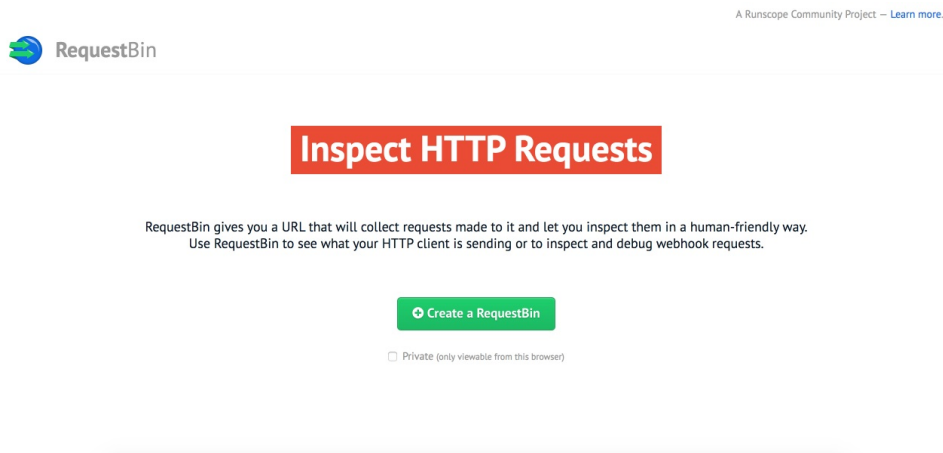 A Runscope Community Project — Learn more.
RequestBin
Inspect HTTP Requests
RequestBin gives you a URL that will collect requests made to it and let you inspect them in a human-friendly way.
Use RequestBin to see what your HTTP client is sending or to inspect and debug webhook requests.
Create a RequestBin
Private (only viewable from this browser)